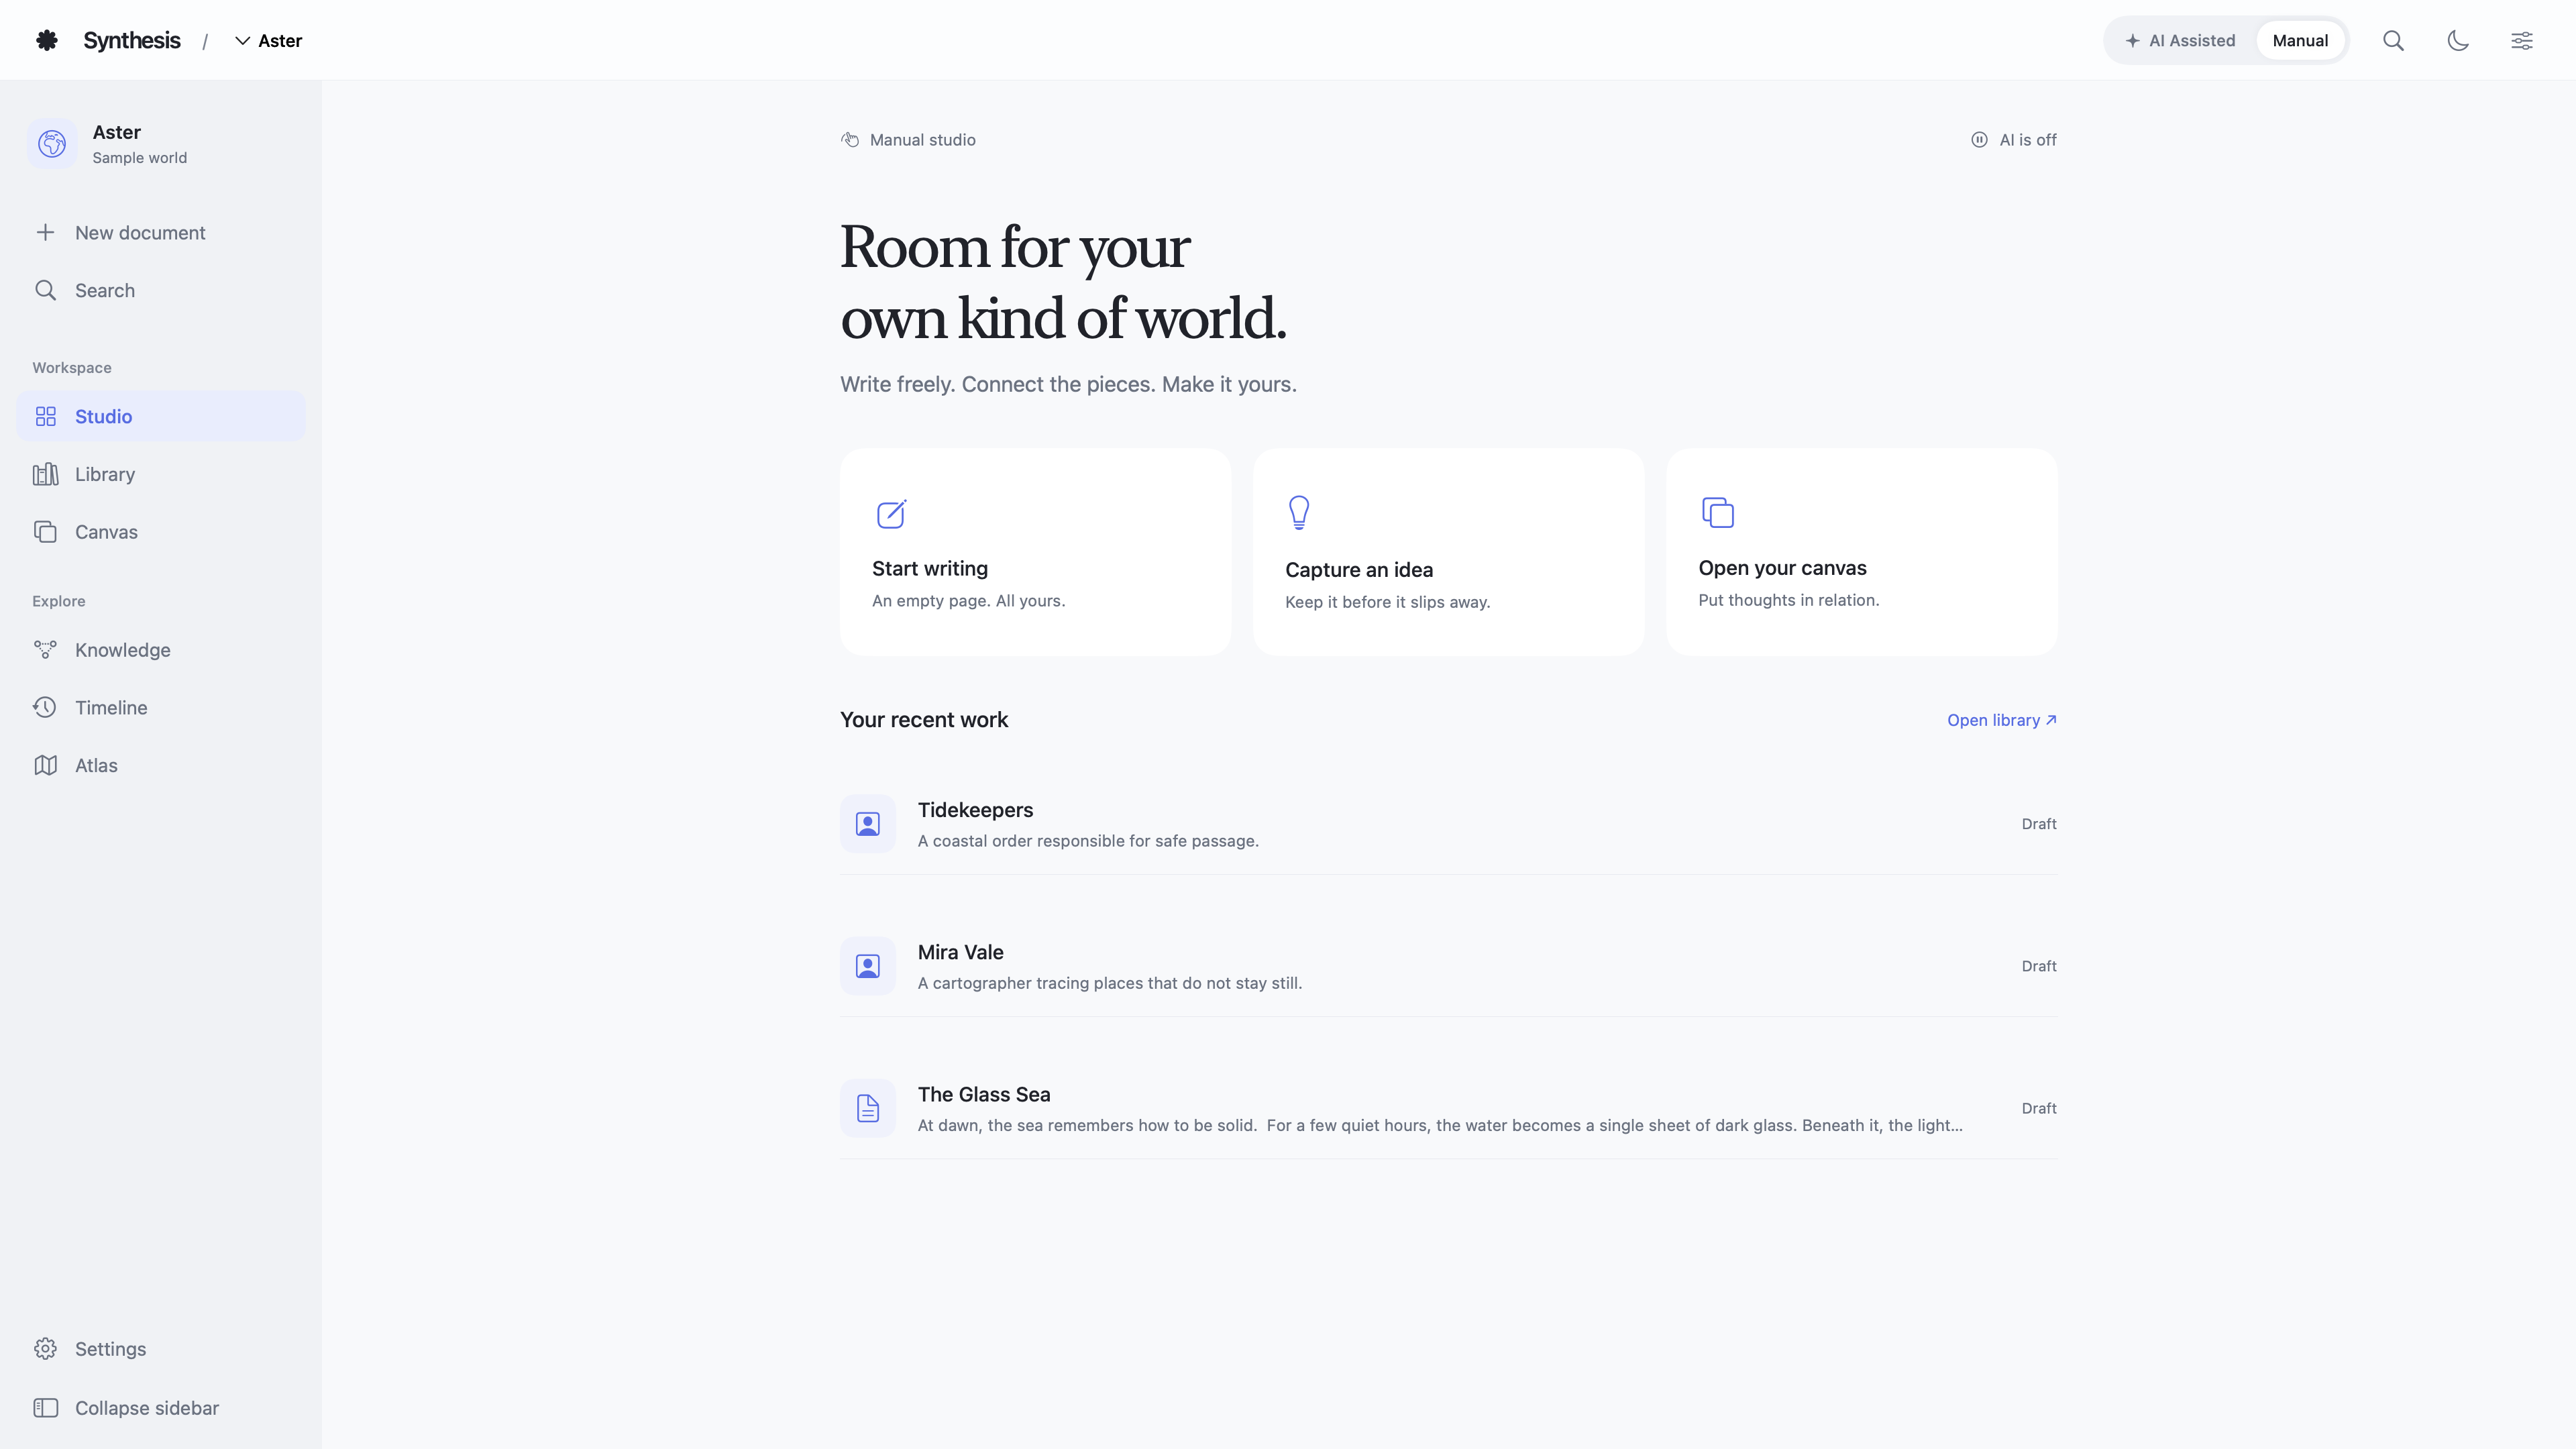 Synthesis / Aster
AI Assisted
Manual
Aster
Sample world
New document
Search
Workspace
Studio
Library
Canvas
Explore
Knowledge
Timeline
Atlas
Settings
Collapse sidebar
Manual studio
AI is off
Room for your
own kind of world.
Write freely. Connect the pieces. Make it yours.
Start writing
An empty page. All yours.
Capture an idea
Keep it before it slips away.
Open your canvas
Put thoughts in relation.
Your recent work
Open library
Tidekeepers
A coastal order responsible for safe passage.
Draft
Mira Vale
A cartographer tracing places that do not stay still.
Draft
The Glass Sea
At dawn, the sea remembers how to be solid.  For a few quiet hours, the water becomes a single sheet of dark glass. Beneath it, the light…
Draft